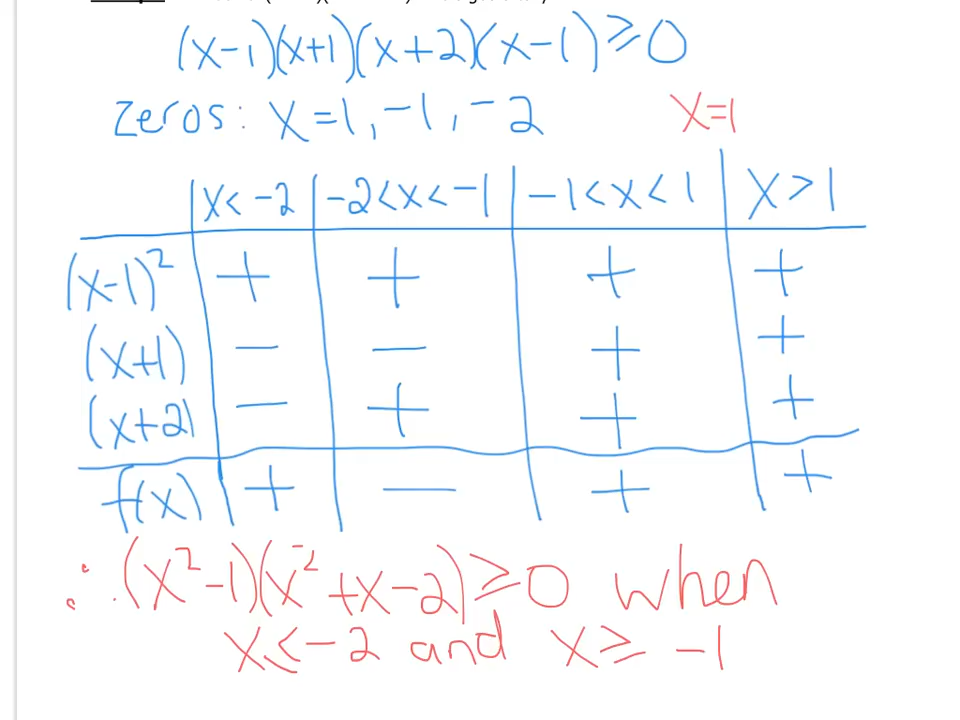 (x-1)(x+1)(x+2)(x-1)≥0
Zeros: x=1, -1, -2 x=1
x<-2 -2<x<-1 -1<x<1 x>1
(x-1)² + + + +
(x+1) - - + +
(x+2) - + + +
f(x) + - + +
∴ (x²-1)(x²+x-2)≥0 when
x<-2 and x≥-1